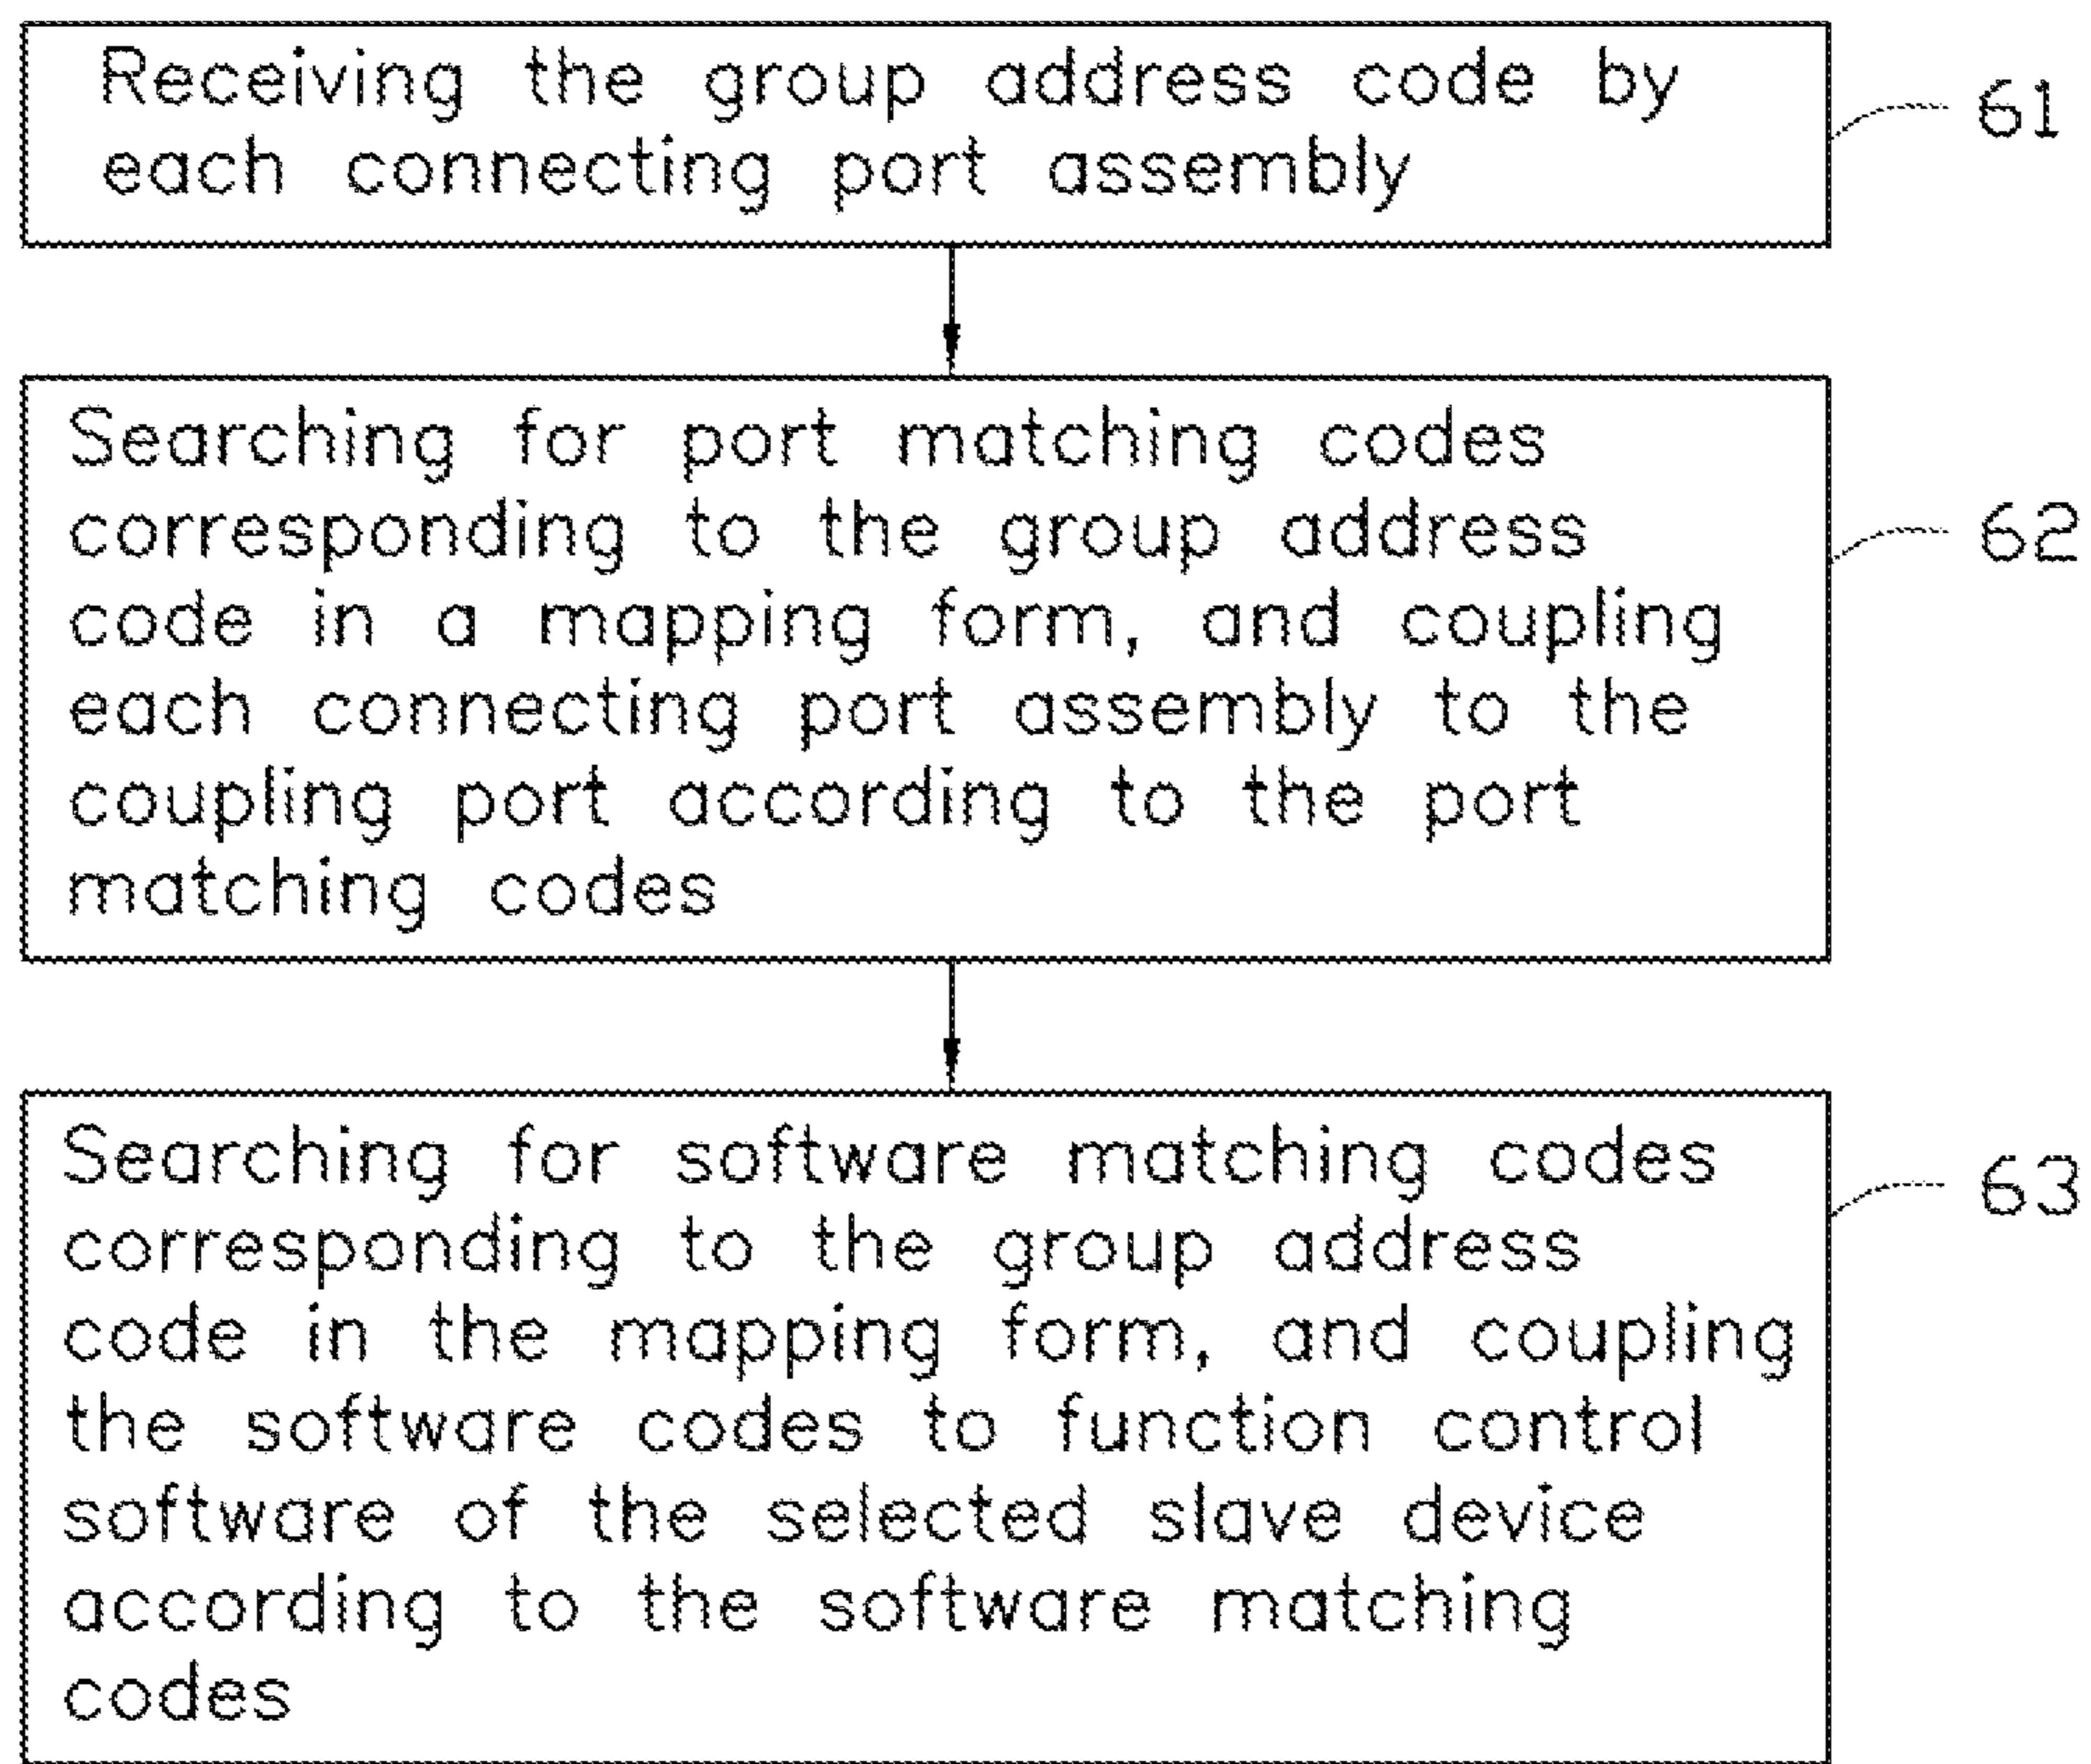 Receiving the group address code by
each connecting port assembly
61
Searching for port matching codes
corresponding to the group address
code in a mapping form, and coupling
each connecting port assembly to the
coupling port according to the port
matching codes
62
Searching for software matching codes
corresponding to the group address
code in the mapping form, and coupling
the software codes to function control
software of the selected slave device
according to the software matching
codes
63